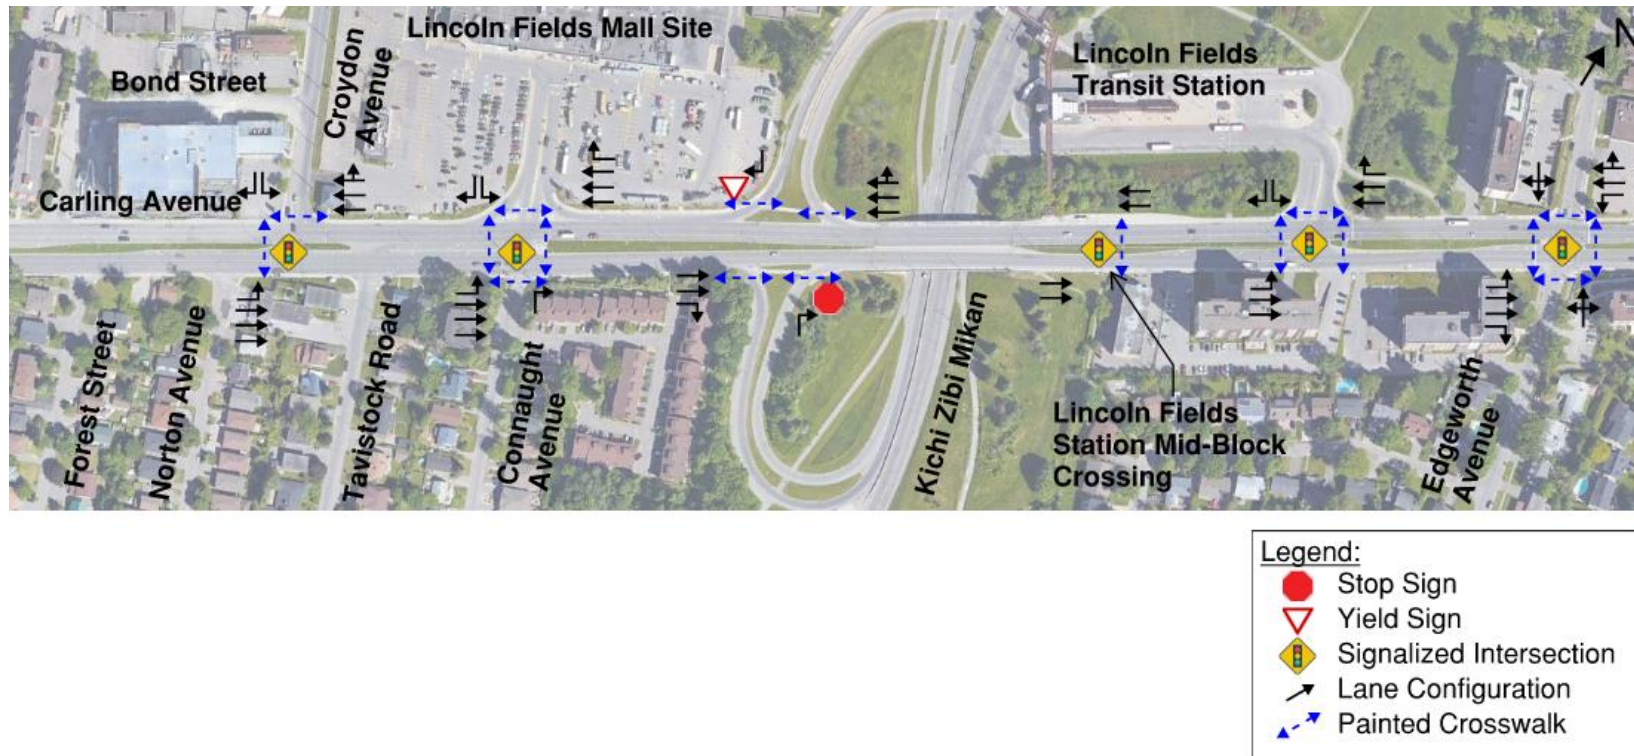 Lincoln Fields Mall Site
N
Bond Street
Croydon
Avenue
Lincoln Fields
Transit Station
Carling Avenue
Forest Street
Norton Avenue
Tavistock Road
Connaught
Avenue
Kichi Zibi Mikan
Lincoln Fields
Station Mid-Block
Crossing
Edgeworth
Avenue
Legend:
Stop Sign
Yield Sign
Signalized Intersection
Lane Configuration
Painted Crosswalk